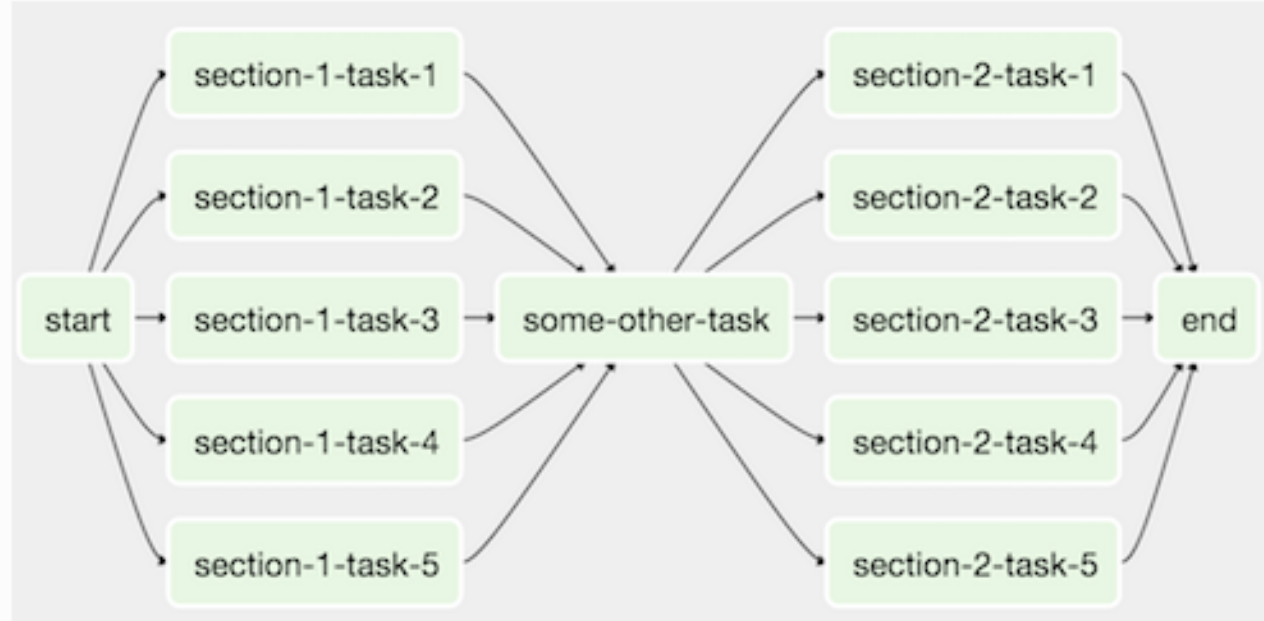 start
section-1-task-1
section-1-task-2
section-1-task-3
section-1-task-4
section-1-task-5
some-other-task
section-2-task-1
section-2-task-2
section-2-task-3
section-2-task-4
section-2-task-5
end